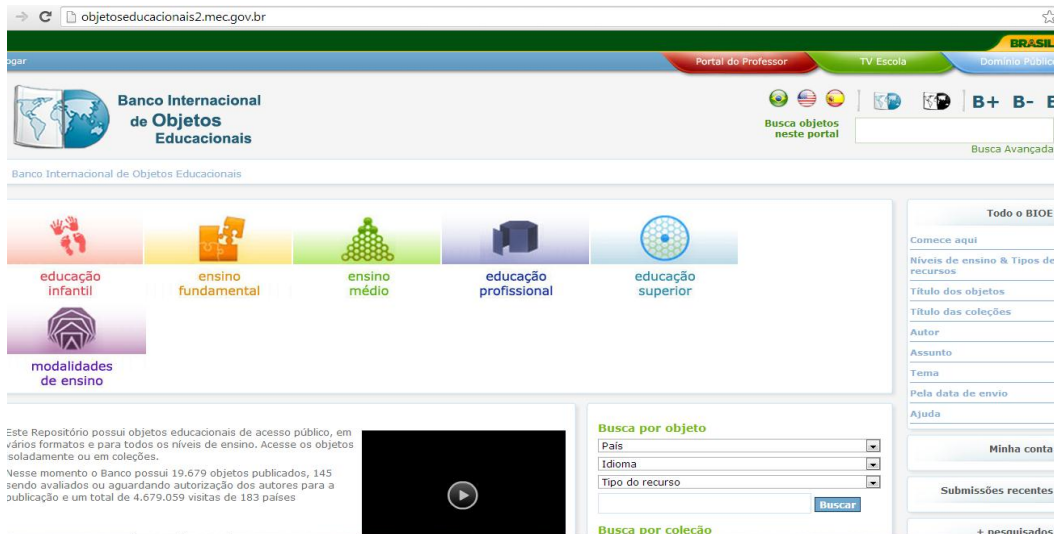 objetoseducacionais2.mec.gov.br
BRASIL
Portal do Professor
TV Escola
Domínio Público
Banco Internacional
de Objetos
Educacionais
Busca objetos
neste portal
B+ B-
Busca Avançada
Banco Internacional de Objetos Educacionais
educação
infantil
ensino
fundamental
ensino
médio
educação
profissional
educação
superior
modalidades
de ensino
Todo o BIOE
Comece aqui
Níveis de ensino & Tipos de
recursos
Título dos objetos
Título das coleções
Autor
Assunto
Tema
Pela data de envio
Ajuda
Minha conta
Submissões recentes
+ pesquisados
Este Repositório possui objetos educacionais de acesso público, em
vários formatos e para todos os níveis de ensino. Acesse os objetos
isoladamente ou em coleções.
Nesse momento o Banco possui 19.679 objetos publicados, 145
sendo avaliados ou aguardando autorização dos autores para a
publicação e um total de 4.679.059 visitas de 183 países
Busca por objeto
País
Idioma
Tipo do recurso
Buscar
Busca por coleção